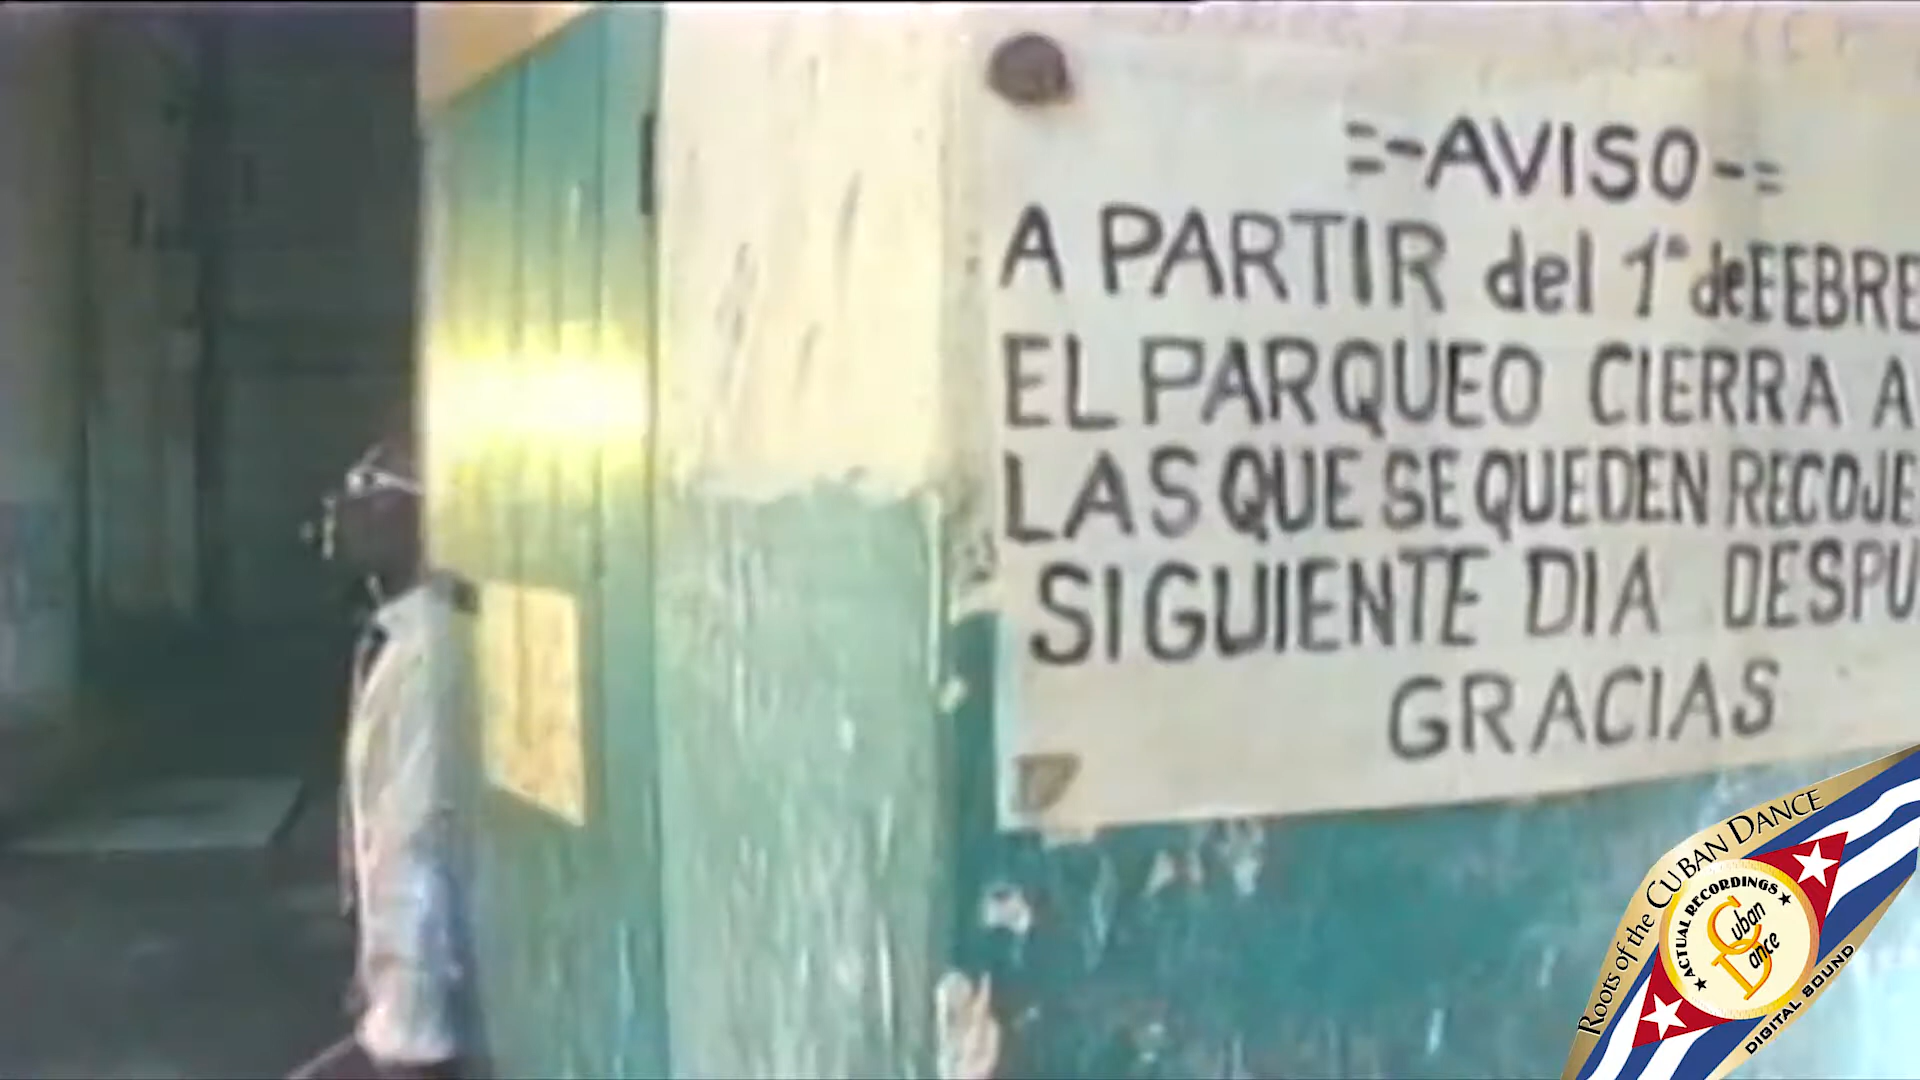 =-AVISO-=
A PARTIR del 1º de FEBRE
EL PARQUEO CIERRA A
LAS QUE SE QUEDEN RECOJE
SIGUIENTE DIA DESPU
GRACIAS
Roots of the CUBAN DANCE
ACTUAL RECORDINGS
Cuban
Dance
DIGITAL SOUND